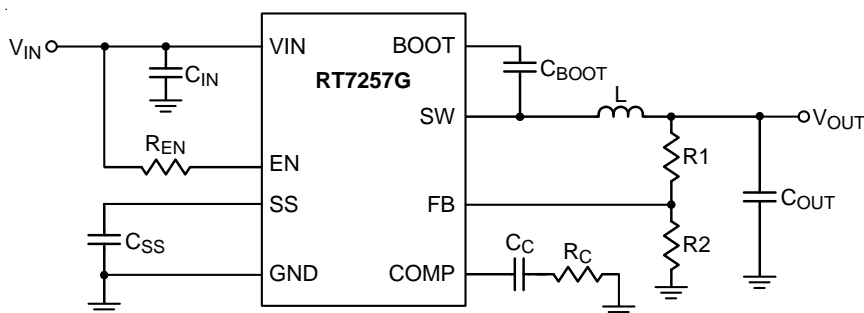 VIN
VIN
BOOT
CIN
RT7257G
CBOOT
SW
L
VOUT
REN
EN
R1
SS
FB
COUT
CSS
R2
GND
COMP
CC
RC